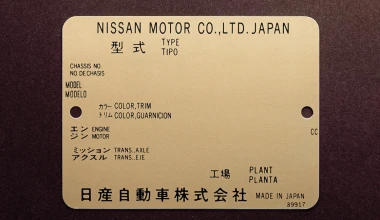 NISSAN MOTOR CO.,LTD. JAPAN
型式 TYPE
TIPO
CHASSIS NO.
NO. DE CHASIS
MODEL
MODELO
カラー COLOR,TRIM
トリム COLOR,GUARNICION
エン ENGINE
ジン MOTOR
CC
ミッション TRANS.,AXLE
アクスル TRANS.,EJE
工場 PLANT
PLANTA
日産自動車株式会社 MADE IN JAPAN
89917